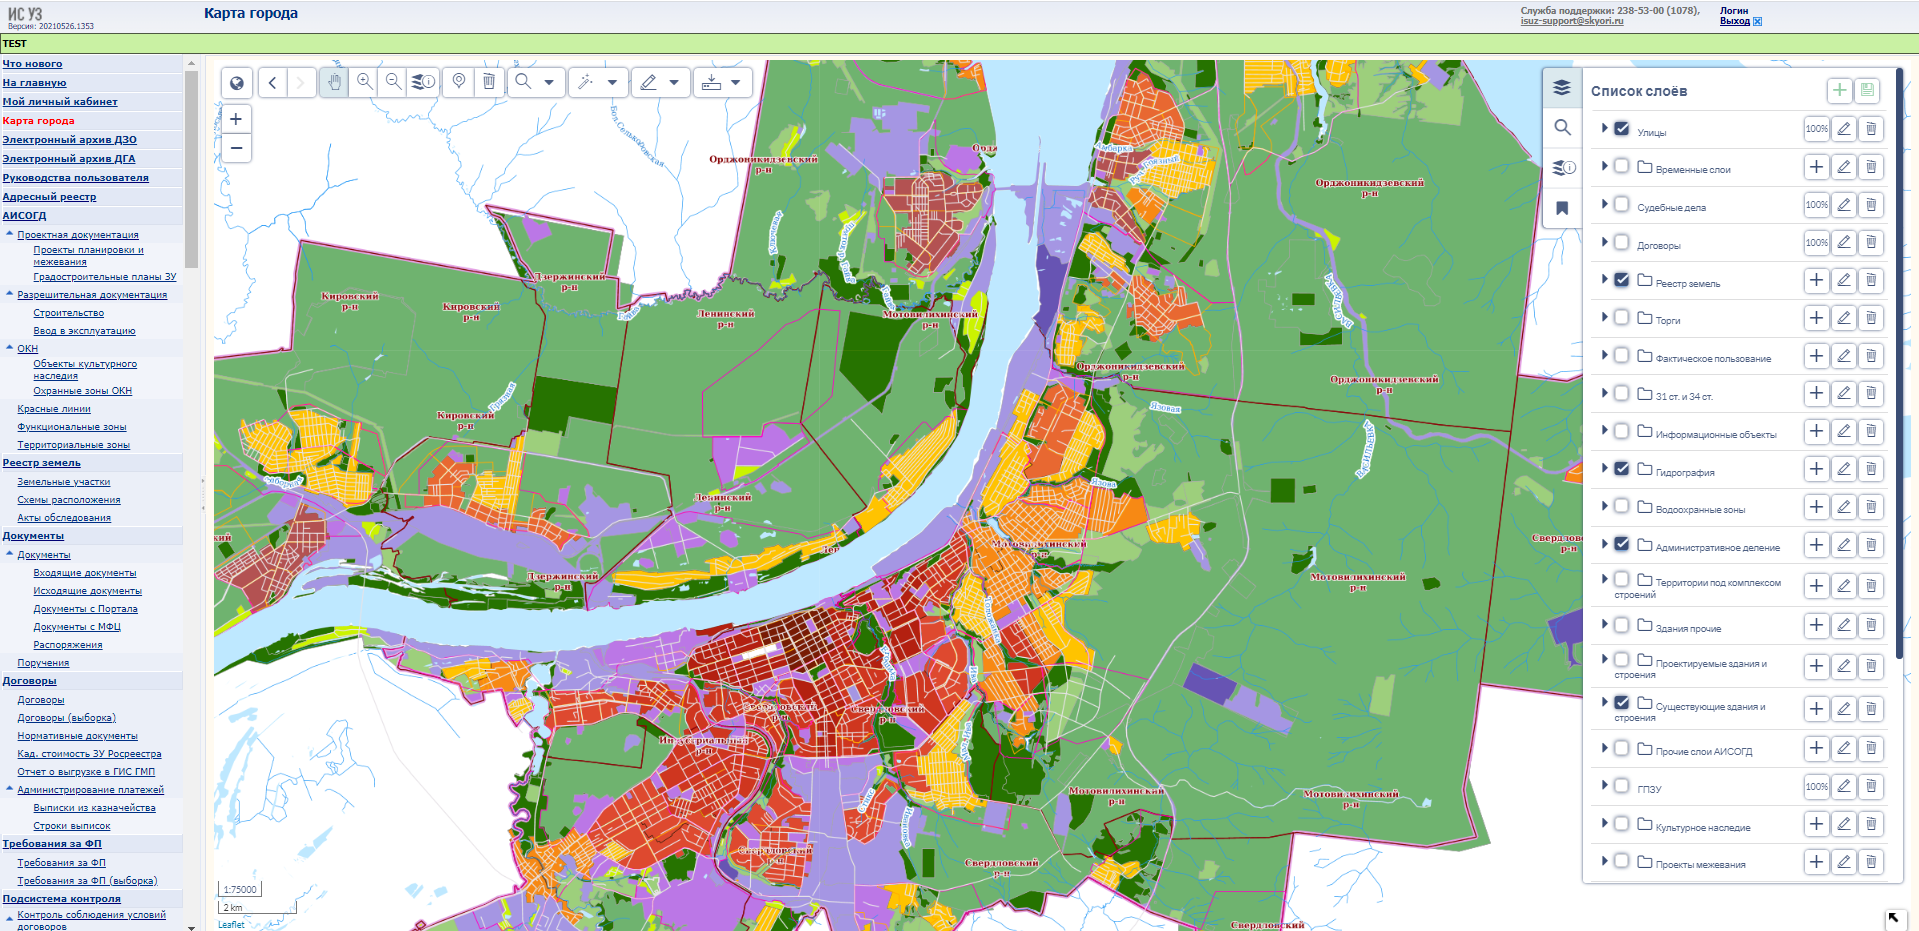 ИС УЗ
Версия: 20210526.1353
Карта города
Служба поддержки: 238-53-00 (1078),
isuz-support@skyori.ru
Логин
Выход
TEST
Что нового
На главную
Мой личный кабинет
Карта города
Электронный архив ДЗО
Электронный архив ДГА
Руководства пользователя
Адресный реестр
АИСОГД
Проектная документация
Проекты планировки и
межевания
Градостроительные планы ЗУ
Разрешительная документация
Строительство
Ввод в эксплуатацию
ОКН
Объекты культурного
наследия
Охранные зоны ОКН
Красные линии
Функциональные зоны
Территориальные зоны
Реестр земель
Земельные участки
Схемы расположения
Акты обследования
Документы
Документы
Входящие документы
Исходящие документы
Документы с Портала
Документы с МФЦ
Распоряжения
Поручения
Договоры
Договоры
Договоры (выборка)
Нормативные документы
Кад. стоимость ЗУ Росреестра
Отчет о выгрузке в ГИС ГМП
Администрирование платежей
Выписки из казначейства
Строки выписок
Требования за ФП
Требования за ФП
Требования за ФП (выборка)
Подсистема контроля
Контроль соблюдения условий
договоров
+
−
Орджоникидзевский
р-н
Орджоникидзевский
р-н
Дзержинский
р-н
Кировский
р-н
Кировский
р-н
Ленинский
р-н
Мотовилихинский
р-н
Орджоникидзевский
р-н
Орджоникидзевский
р-н
Язовая
Кировский
р-н
Грязная
Васильевка
Язовая
Ленинский
р-н
Мотовилихинский
р-н
Дзержинский
р-н
Мотовилихинский
р-н
Свердловский
р-н
Индустриальный
р-н
Свердловский
р-н
Мотовилихинский
р-н
Мотовилихинский
р-н
Свердловский
р-н
Свердловский
р-н
Свердловский
1:75000
2 km
Leaflet
Список слоёв
Улицы
100%
Временные слои
Судебные дела
100%
Договоры
100%
Реестр земель
Торги
Фактическое пользование
31 ст. и 34 ст.
Информационные объекты
Гидрография
Водоохранные зоны
Административное деление
Территории под комплексом
строений
Здания прочие
Проектируемые здания и
строения
Существующие здания и
строения
Прочие слои АИСОГД
ГПЗУ
100%
Культурное наследие
Проекты межевания